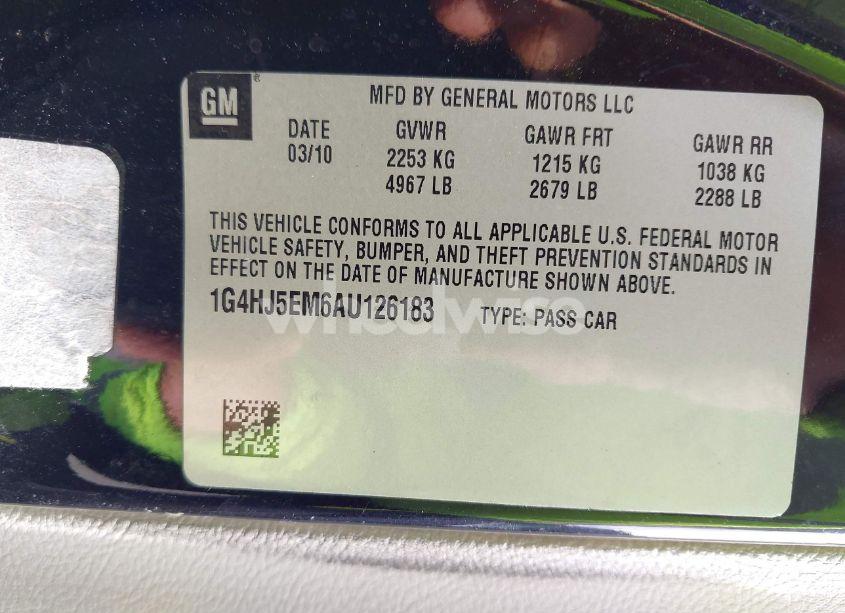 GM
MFD BY GENERAL MOTORS LLC
DATE GVWR GAWR FRT GAWR RR
03/10 2253 KG 1215 KG 1038 KG
4967 LB 2679 LB 2288 LB
THIS VEHICLE CONFORMS TO ALL APPLICABLE U.S. FEDERAL MOTOR
VEHICLE SAFETY, BUMPER, AND THEFT PREVENTION STANDARDS IN
EFFECT ON THE DATE OF MANUFACTURE SHOWN ABOVE.
1G4HJ5EM6AU126183 TYPE: PASS CAR
wheelwise